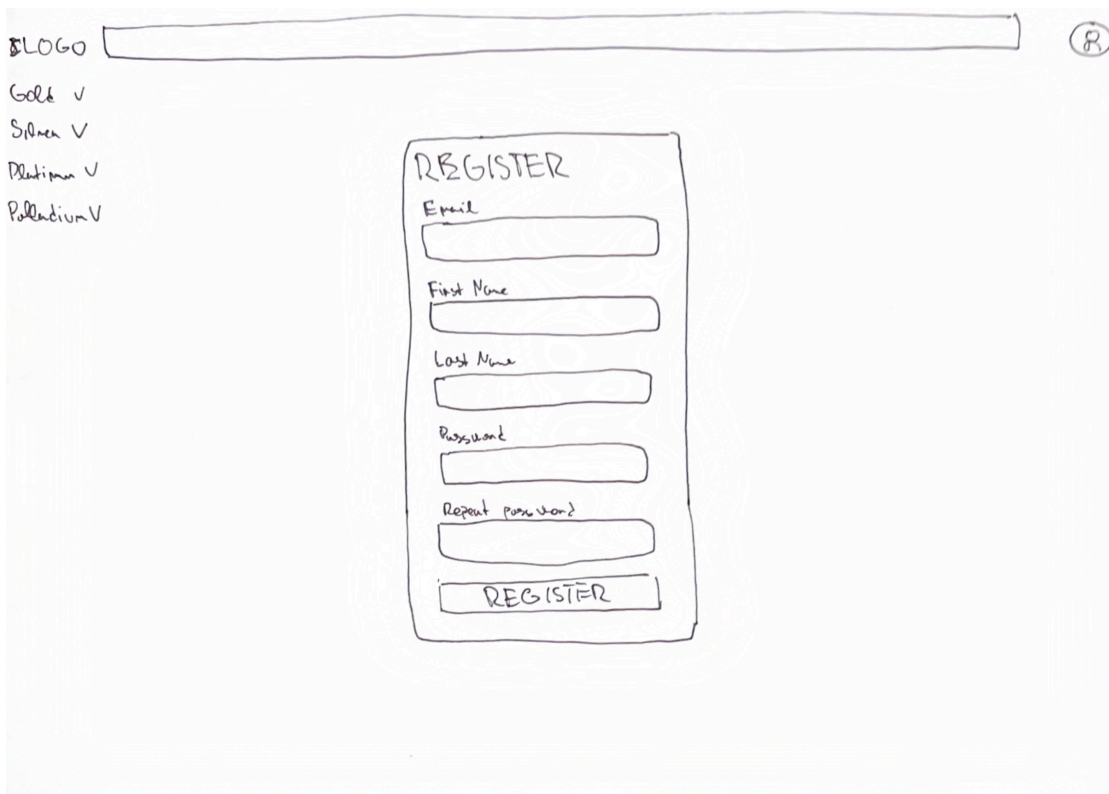 LOGO
Gold V
Silver V
Platinum V
Palladium V
REGISTER
Email
First Name
Last Name
Password
Repeat password
REGISTER